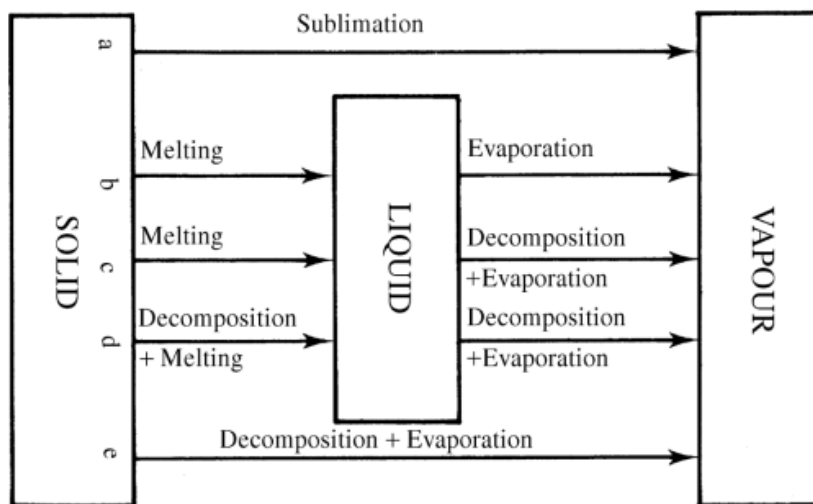 Sublimation
a
Melting
Evaporation
b
SOLID
LIQUID
VAPOUR
Melting
Decomposition
c
+Evaporation
Decomposition
Decomposition
d
+ Melting
+Evaporation
Decomposition + Evaporation
e